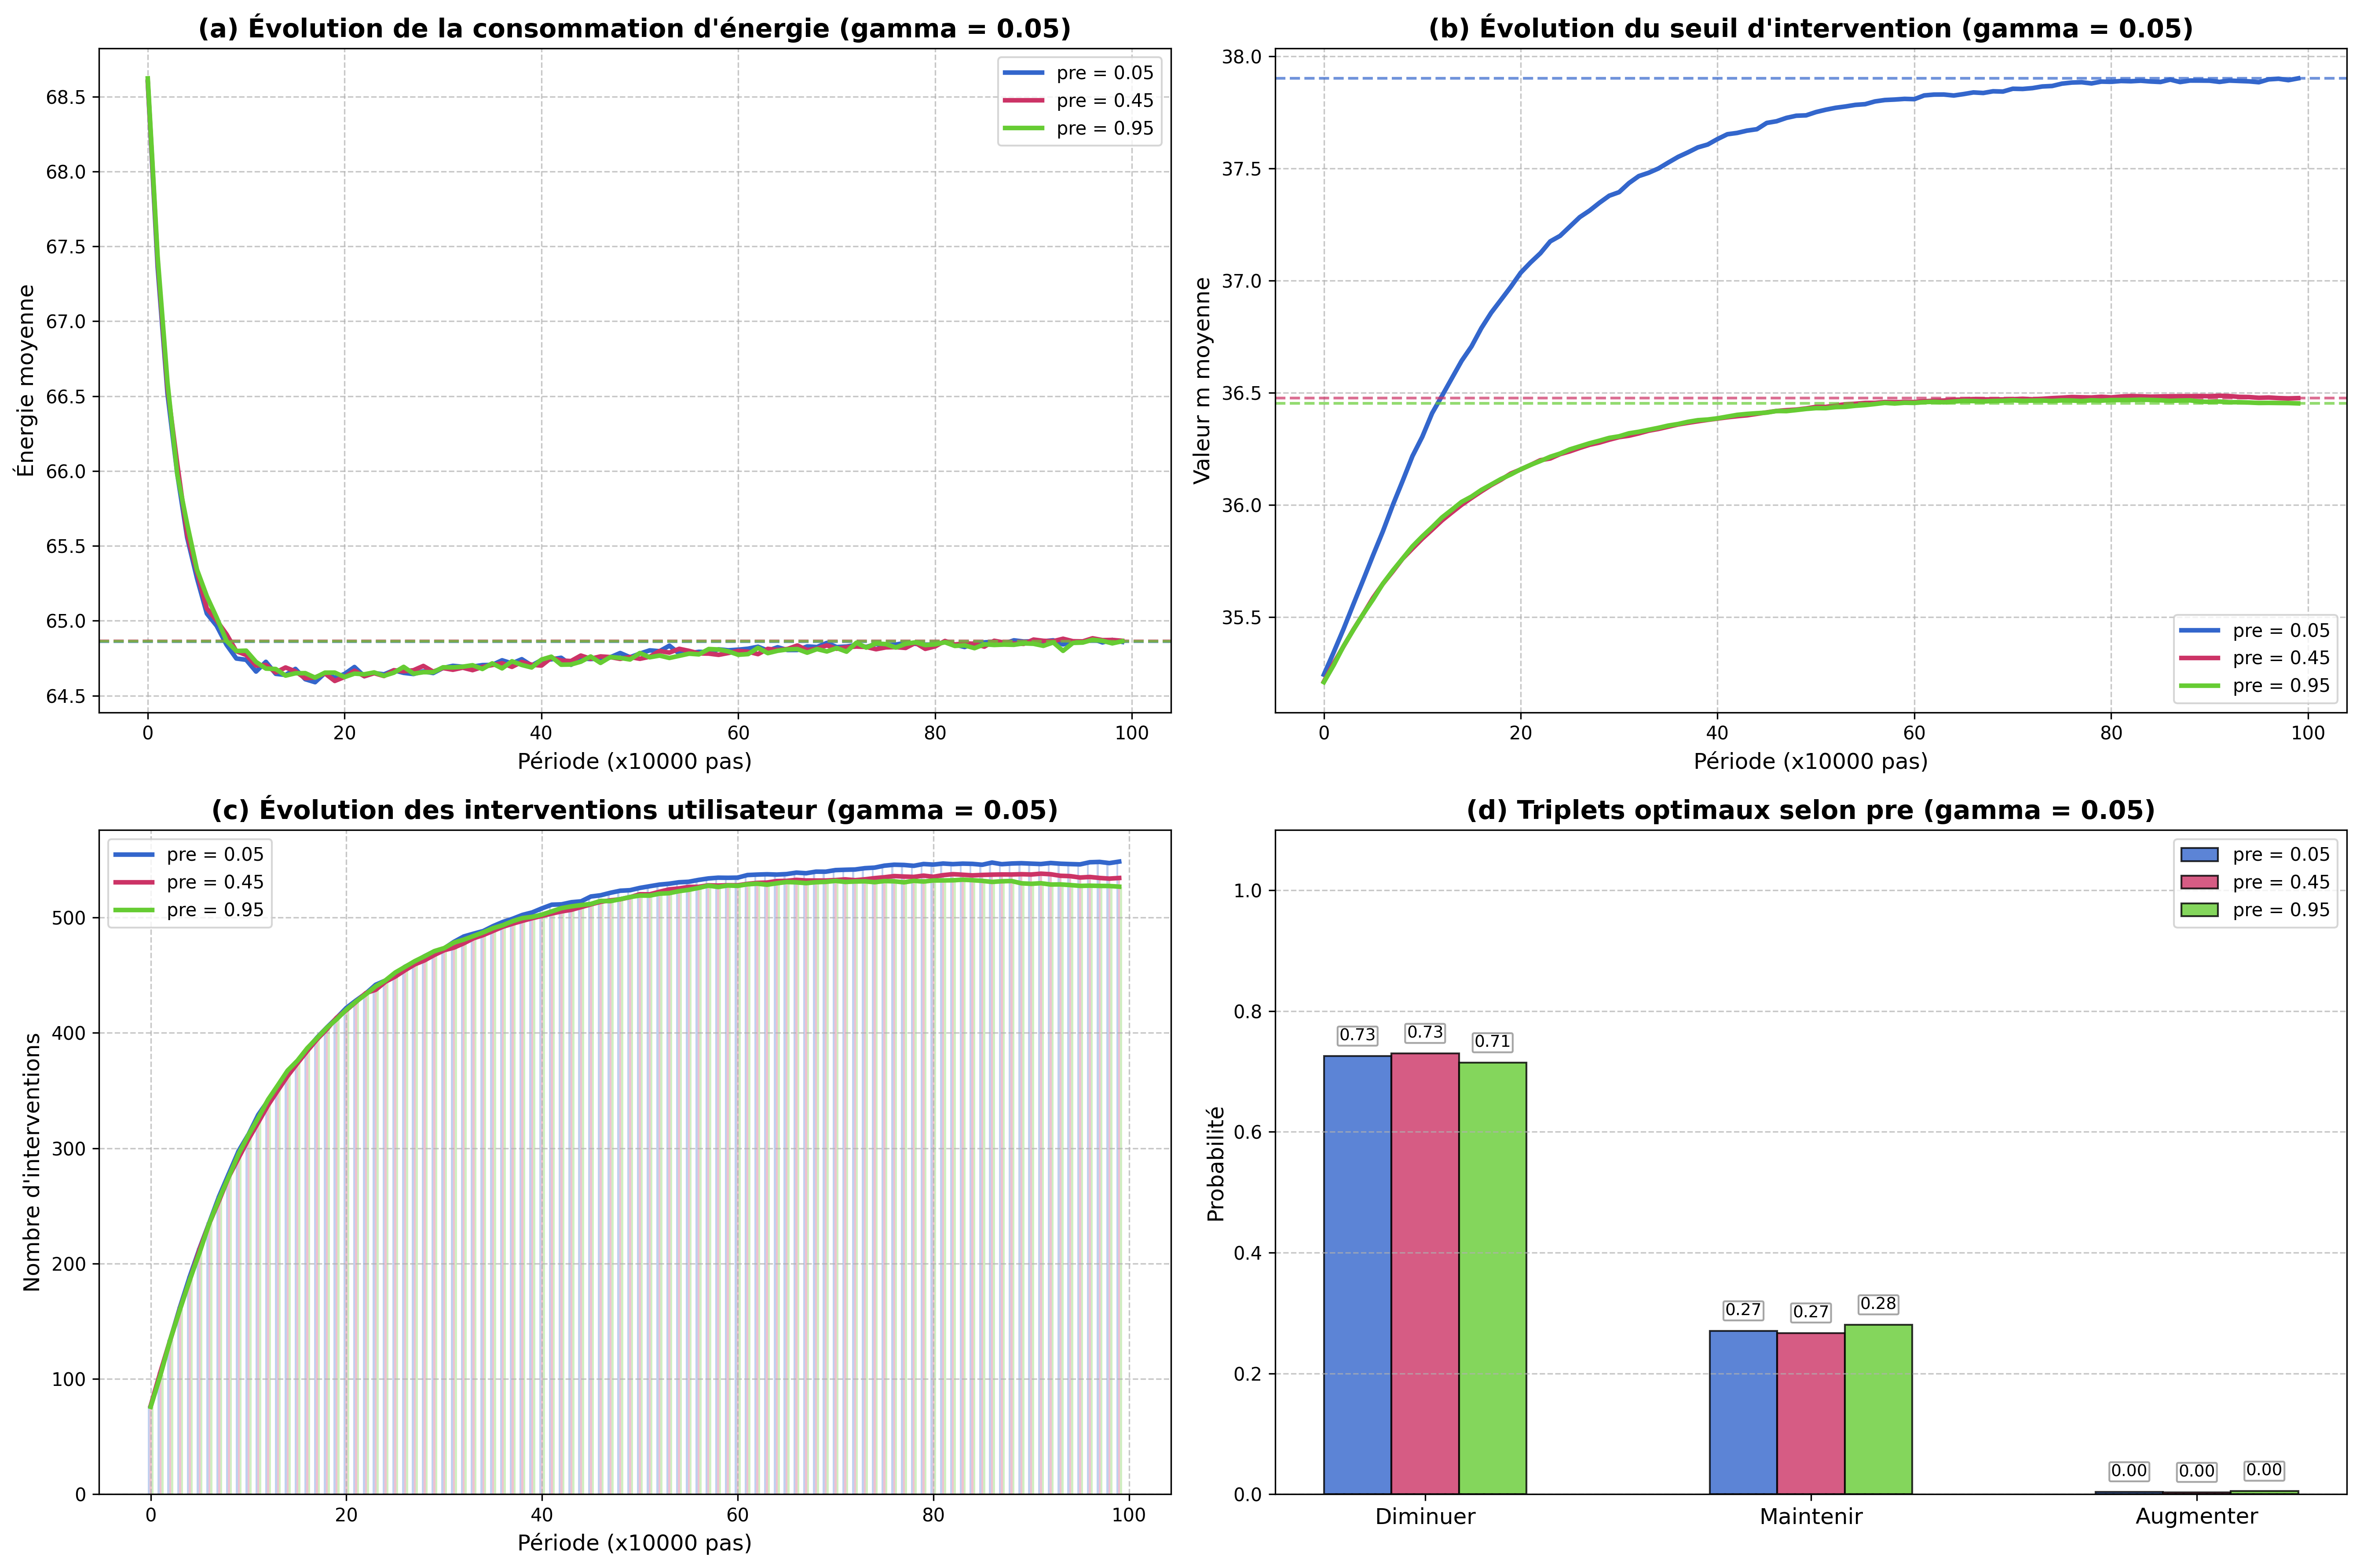 (a) Évolution de la consommation d'énergie (gamma = 0.05)
68.5
68.0
67.5
67.0
66.5
66.0
65.5
65.0
64.5
Énergie moyenne
pre = 0.05
pre = 0.45
pre = 0.95
0
20
40
60
80
100
Période (x10000 pas)
(b) Évolution du seuil d'intervention (gamma = 0.05)
38.0
37.5
37.0
36.5
36.0
35.5
Valeur m moyenne
pre = 0.05
pre = 0.45
pre = 0.95
0
20
40
60
80
100
Période (x10000 pas)
(c) Évolution des interventions utilisateur (gamma = 0.05)
pre = 0.05
pre = 0.45
pre = 0.95
500
400
300
200
100
0
Nombre d'interventions
0
20
40
60
80
100
Période (x10000 pas)
(d) Triplets optimaux selon pre (gamma = 0.05)
pre = 0.05
pre = 0.45
pre = 0.95
1.0
0.8
0.6
0.4
0.2
0.0
Probabilité
0.73
0.73
0.71
0.27
0.27
0.28
0.00
0.00
0.00
Diminuer
Maintenir
Augmenter